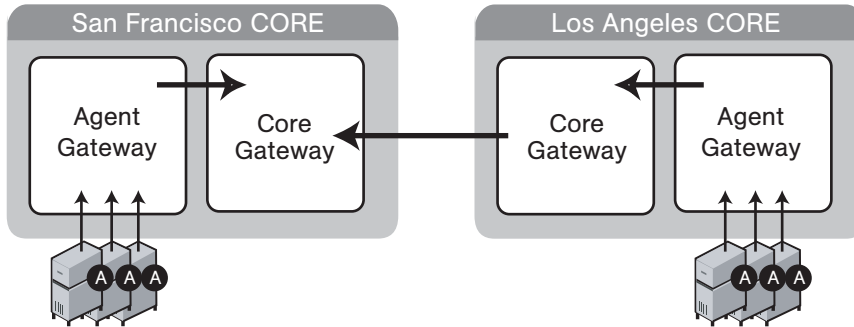 San Francisco CORE
Los Angeles CORE
Agent
Gateway
Core
Gateway
Core
Gateway
Agent
Gateway
A A A
A A A